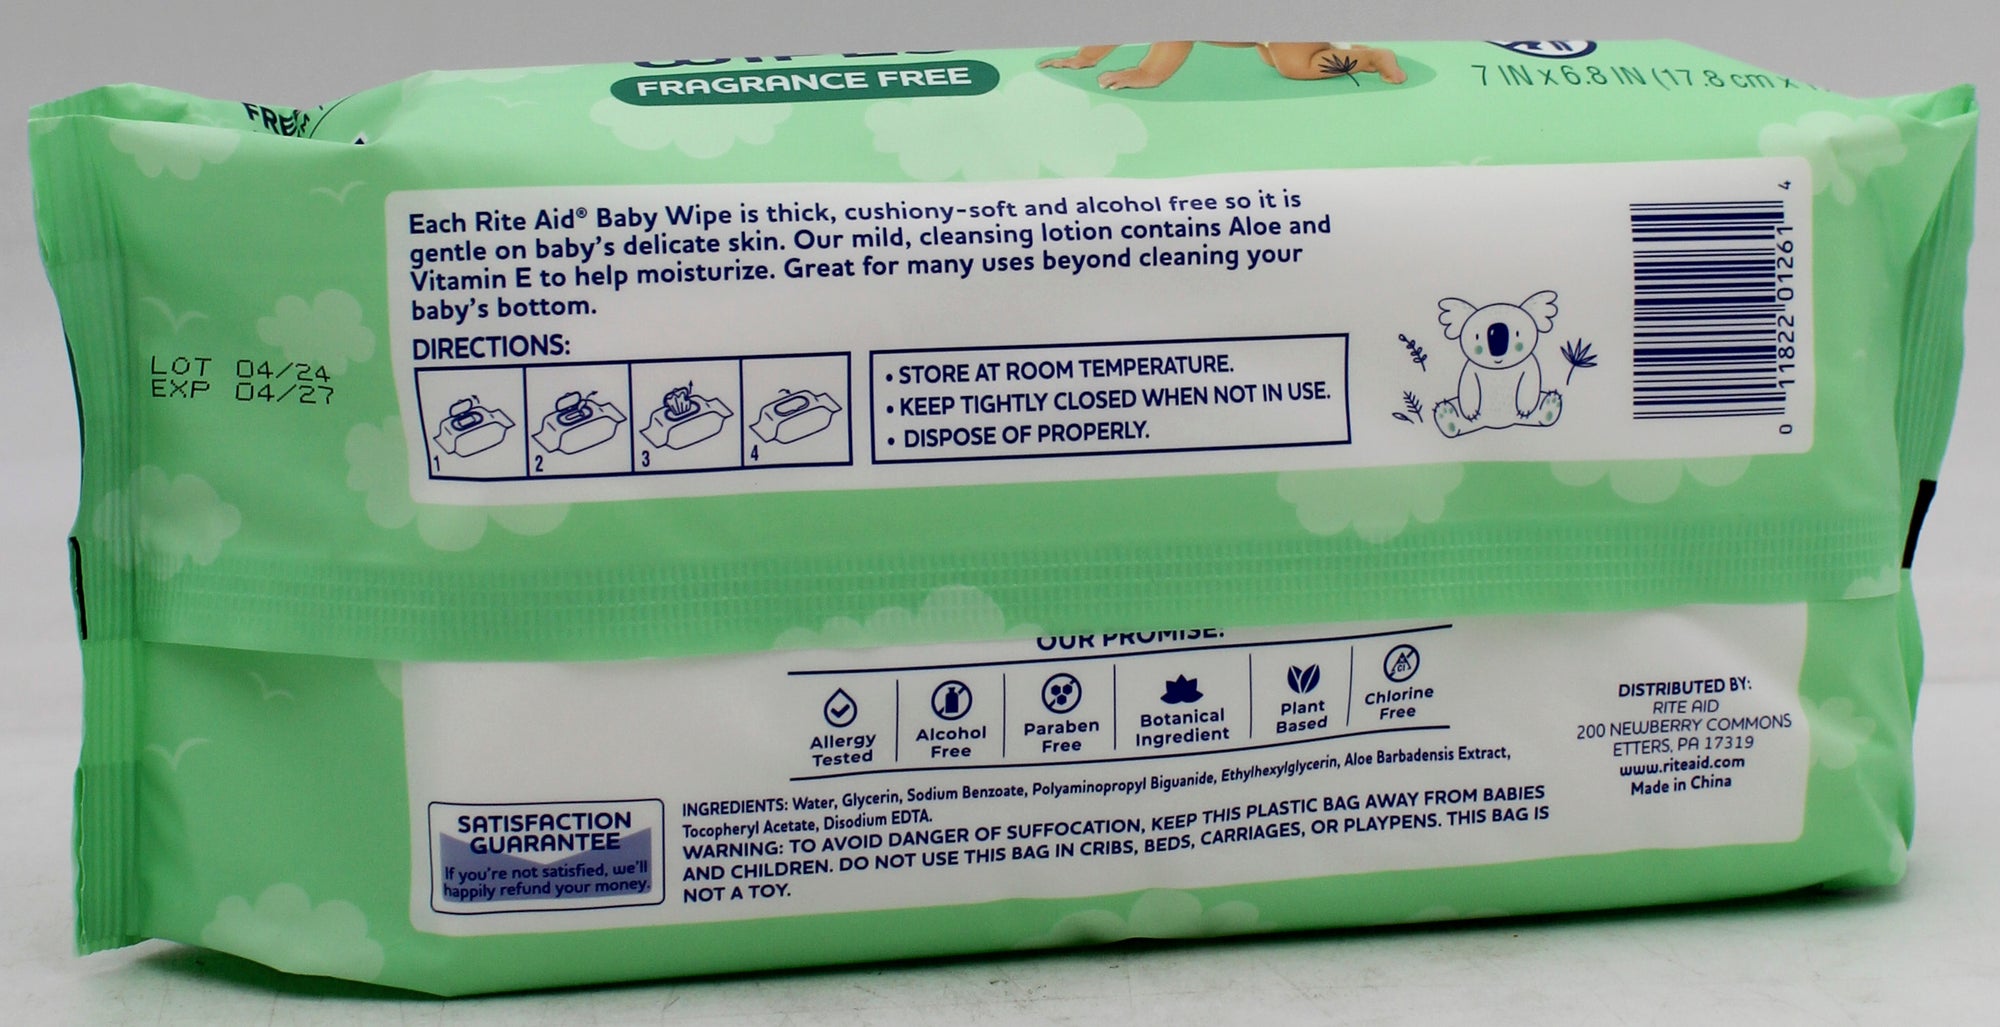 WIPES
FRAGRANCE FREE
7 IN x 6.8 IN (17.8 cm x
FREE
Each Rite Aid® Baby Wipe is thick, cushiony-soft and alcohol free so it is
gentle on baby's delicate skin. Our mild, cleansing lotion contains Aloe and
Vitamin E to help moisturize. Great for many uses beyond cleaning your
baby's bottom.
DIRECTIONS:
1
2
3
4
• STORE AT ROOM TEMPERATURE.
• KEEP TIGHTLY CLOSED WHEN NOT IN USE.
• DISPOSE OF PROPERLY.
0 11822 01261 4
LOT 04/24
EXP 04/27
OUR PROMISE:
Allergy
Tested
Alcohol
Free
Paraben
Free
Botanical
Ingredient
Plant
Based
Cl
Chlorine
Free
SATISFACTION
GUARANTEE
If you're not satisfied, we'll
happily refund your money.
INGREDIENTS: Water, Glycerin, Sodium Benzoate, Polyaminopropyl Biguanide, Ethylhexylglycerin, Aloe Barbadensis Extract,
Tocopheryl Acetate, Disodium EDTA.
WARNING: TO AVOID DANGER OF SUFFOCATION, KEEP THIS PLASTIC BAG AWAY FROM BABIES
AND CHILDREN. DO NOT USE THIS BAG IN CRIBS, BEDS, CARRIAGES, OR PLAYPENS. THIS BAG IS
NOT A TOY.
DISTRIBUTED BY:
RITE AID
200 NEWBERRY COMMONS
ETTERS, PA 17319
www.riteaid.com
Made in China